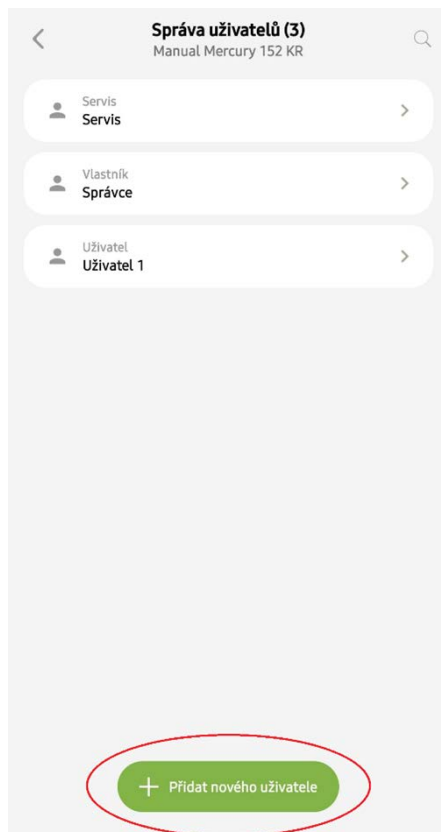 Správa uživatelů (3)
Manual Mercury 152 KR
Servis
Servis
Vlastník
Správce
Uživatel
Uživatel 1
Přidat nového uživatele